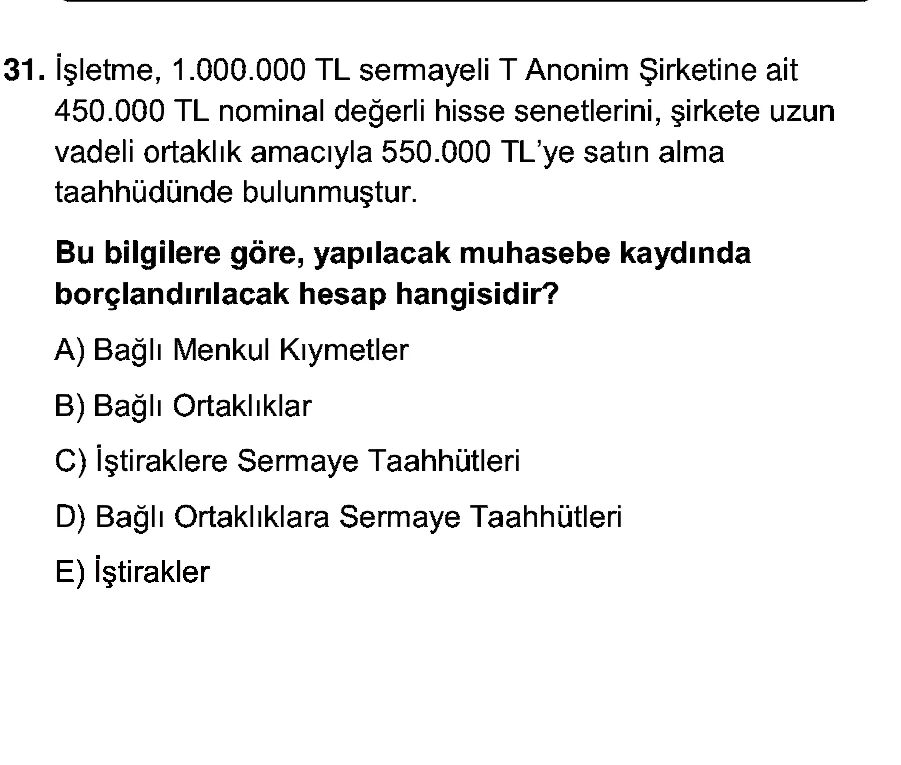 31. İşletme, 1.000.000 TL sermayeli T Anonim Şirketine ait
450.000 TL nominal değerli hisse senetlerini, şirkete uzun
vadeli ortaklık amacıyla 550.000 TL’ye satın alma
taahhüdünde bulunmuştur.
Bu bilgilere göre, yapılacak muhasebe kaydında
borçlandırılacak hesap hangisidir?
A) Bağlı Menkul Kıymetler
B) Bağlı Ortaklıklar
C) İştiraklere Sermaye Taahhütleri
D) Bağlı Ortaklıklara Sermaye Taahhütleri
E) İştirakler